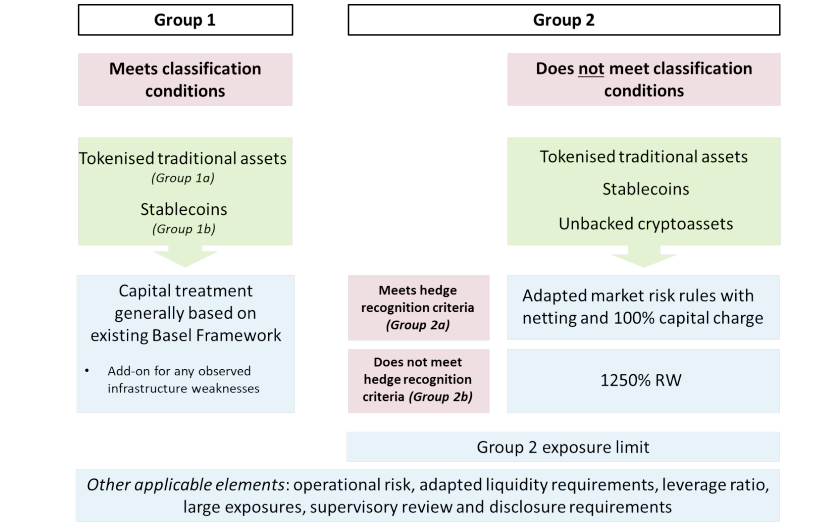 Group 1
Group 2
Meets classification
conditions
Does not meet classification
conditions
Tokenised traditional assets
(Group 1a)
Stablecoins
(Group 1b)
Tokenised traditional assets
Stablecoins
Unbacked cryptoassets
Capital treatment
generally based on
existing Basel Framework
• Add-on for any observed
infrastructure weaknesses
Meets hedge
recognition criteria
(Group 2a)
Adapted market risk rules with
netting and 100% capital charge
Does not meet
hedge recognition
criteria (Group 2b)
1250% RW
Group 2 exposure limit
Other applicable elements: operational risk, adapted liquidity requirements, leverage ratio,
large exposures, supervisory review and disclosure requirements